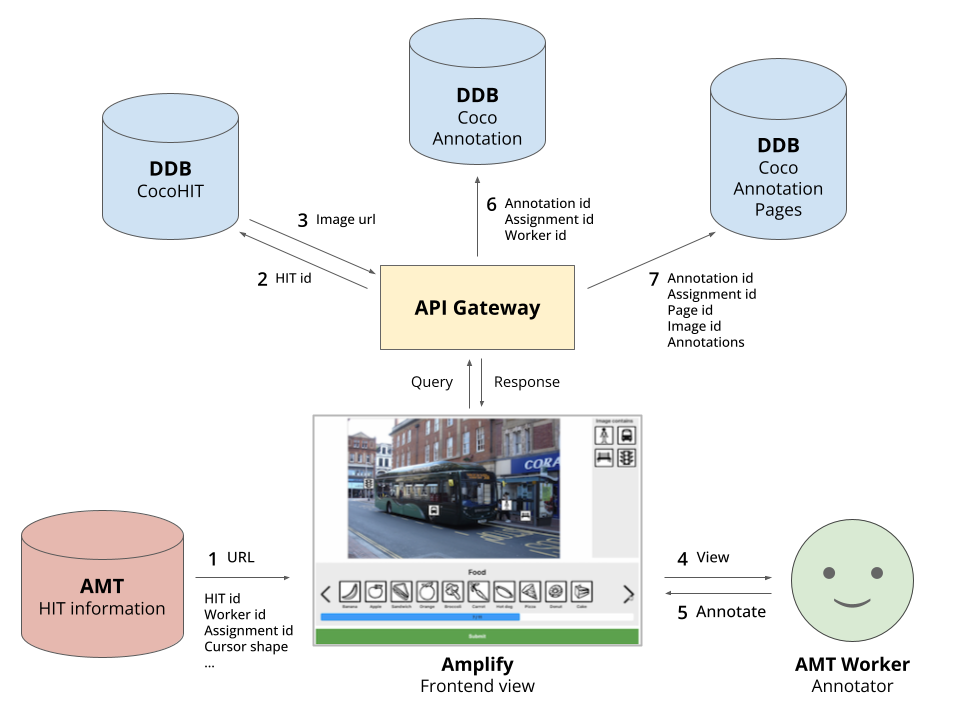 DDB
Coco
Annotation
DDB
Coco
Annotation
Pages
DDB
CocoHIT
6 Annotation id
Assignment id
Worker id
3 Image url
2 HIT id
7 Annotation id
Assignment id
Page id
Image id
Annotations
API Gateway
Query
Response
Image contains
CORA
Food
Banana Apple Sandwich Orange Broccoli Carrot Hot dog Pizza Donut Cake
Submit
AMT
HIT information
1 URL
HIT id
Worker id
Assignment id
Cursor shape
...
4 View
5 Annotate
Amplify
Frontend view
AMT Worker
Annotator